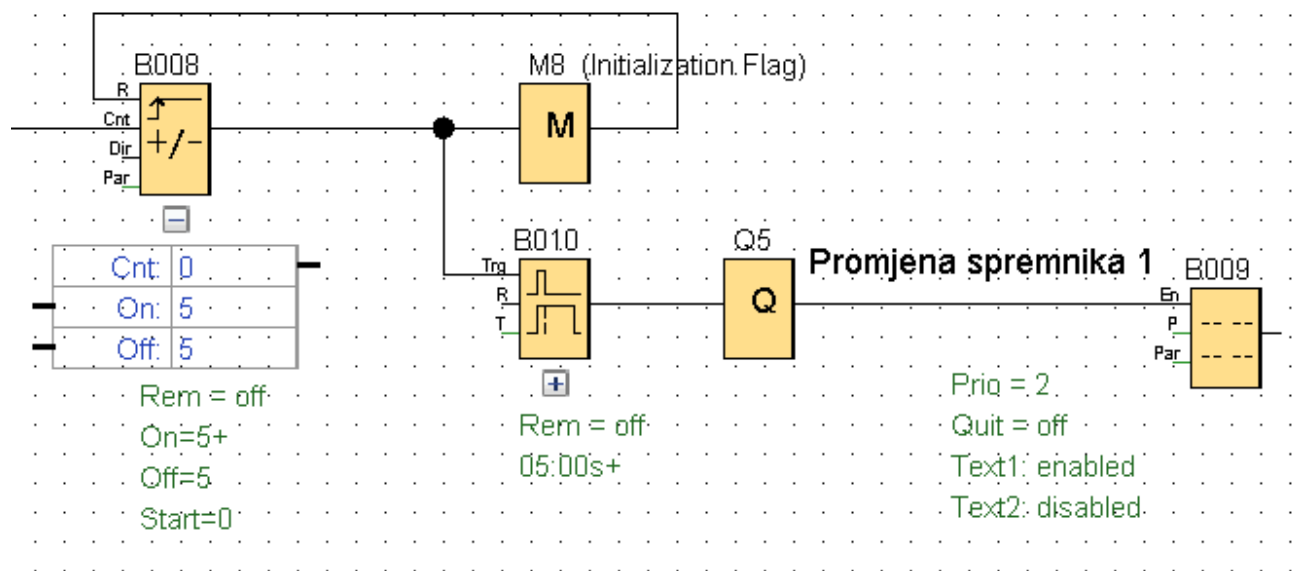 B008
M8 (Initialization Flag)
R
Cnt
Dir
Par
+/-
M
Cnt: 0
On: 5
Off: 5
Rem = off
On=5+
Off=5
Start=0
B010
Trg
R
T
Rem = off
05:00s+
Q5
Q
Promjena spremnika 1
B009
En
P
Par
Prio = 2
Quit = off
Text1: enabled
Text2: disabled